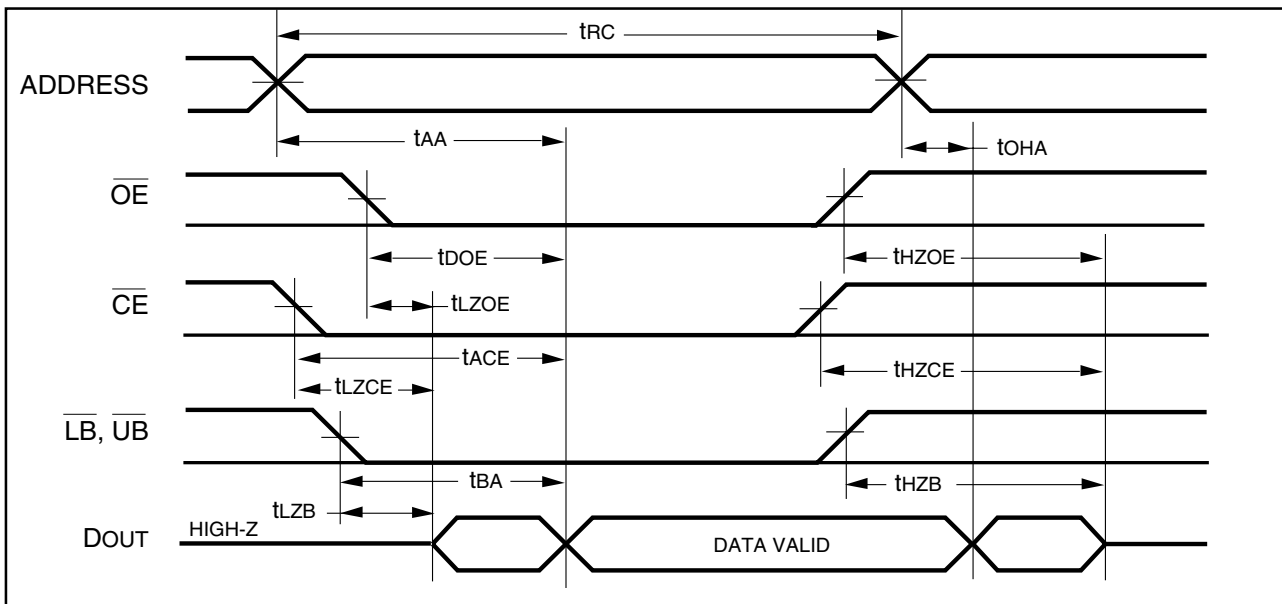 tRC
ADDRESS
tAA
tOHA
OE
tDOE
tHZOE
CE
tLZOE
tACE
tHZCE
tLZCE
LB, UB
tBA
tHZB
tLZB
DOUT
HIGH-Z
DATA VALID